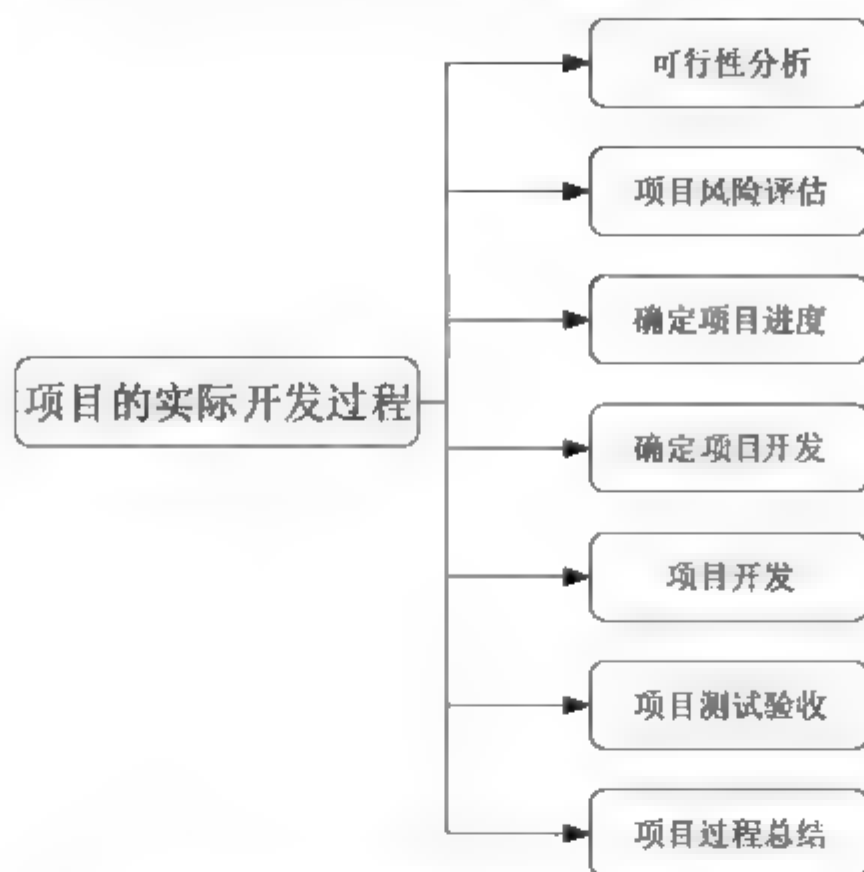 可行性分析
项目风险评估
确定项目进度
项目的实际开发过程
确定项目开发
项目开发
项目测试验收
项目过程总结